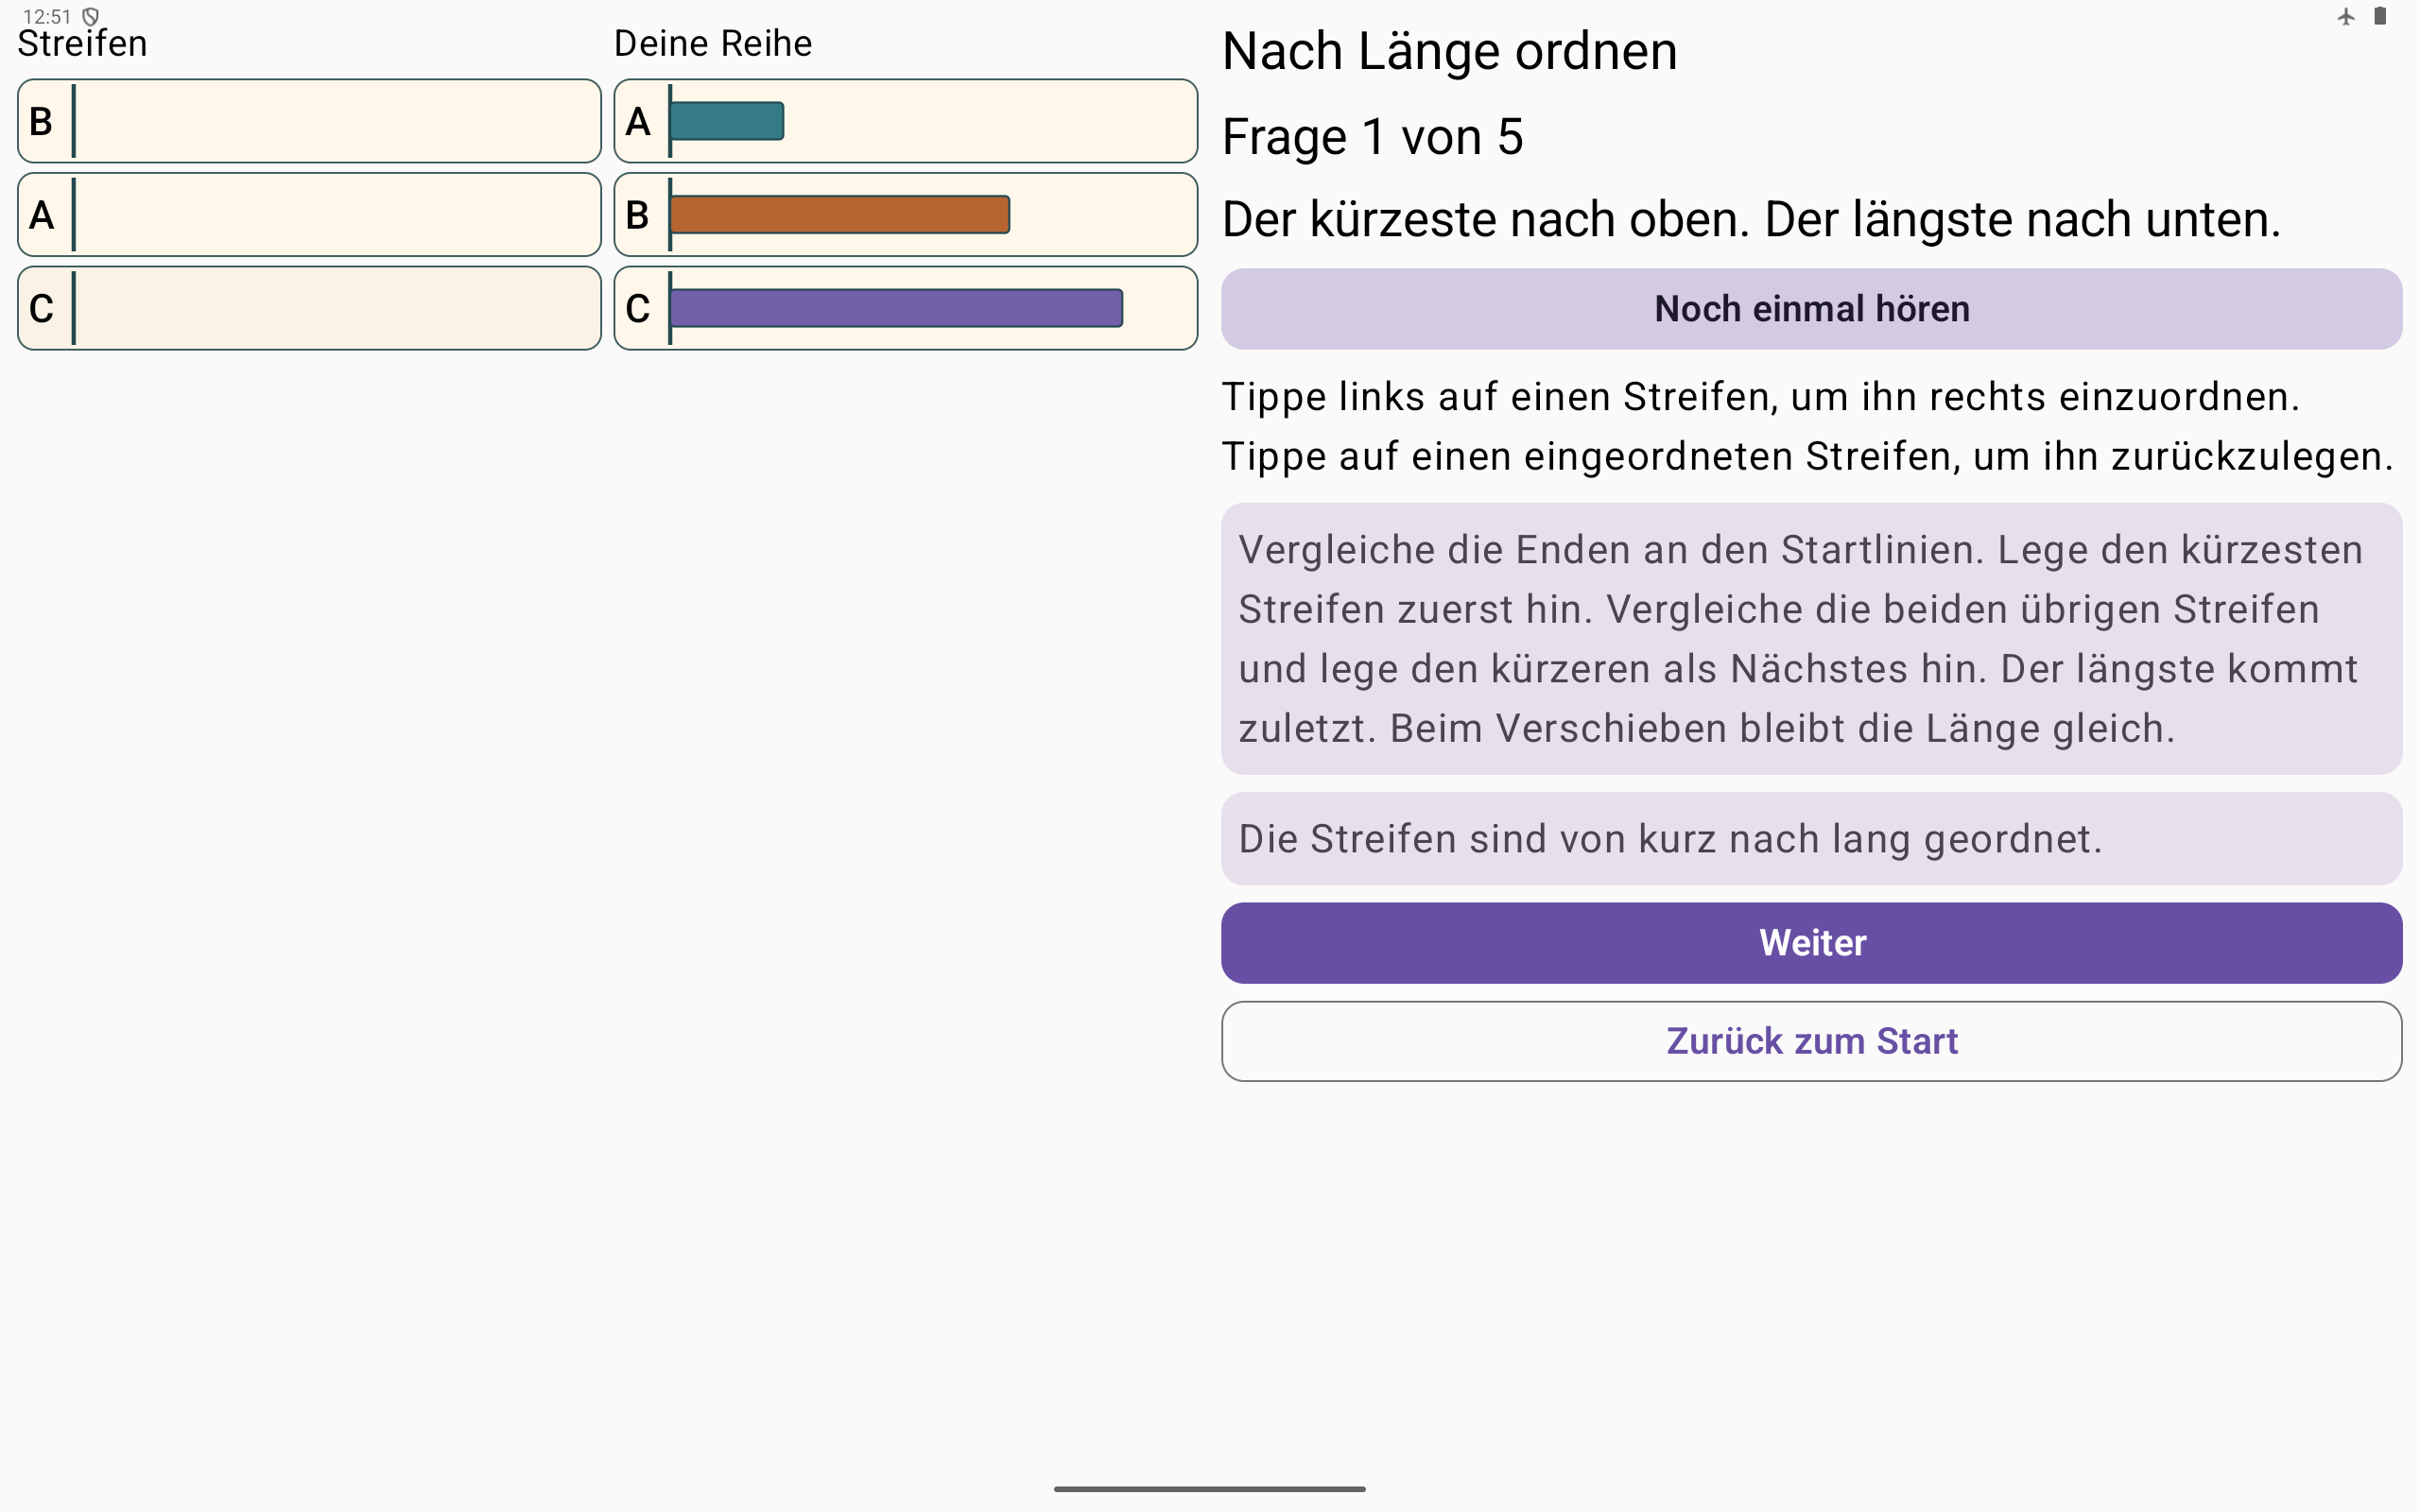 12:51
Streifen
B
A
C
Deine Reihe
A
B
C
Nach Länge ordnen
Frage 1 von 5
Der kürzeste nach oben. Der längste nach unten.
Noch einmal hören
Tippe links auf einen Streifen, um ihn rechts einzuordnen.
Tippe auf einen eingeordneten Streifen, um ihn zurückzulegen.
Vergleiche die Enden an den Startlinien. Lege den kürzesten
Streifen zuerst hin. Vergleiche die beiden übrigen Streifen
und lege den kürzeren als Nächstes hin. Der längste kommt
zuletzt. Beim Verschieben bleibt die Länge gleich.
Die Streifen sind von kurz nach lang geordnet.
Weiter
Zurück zum Start